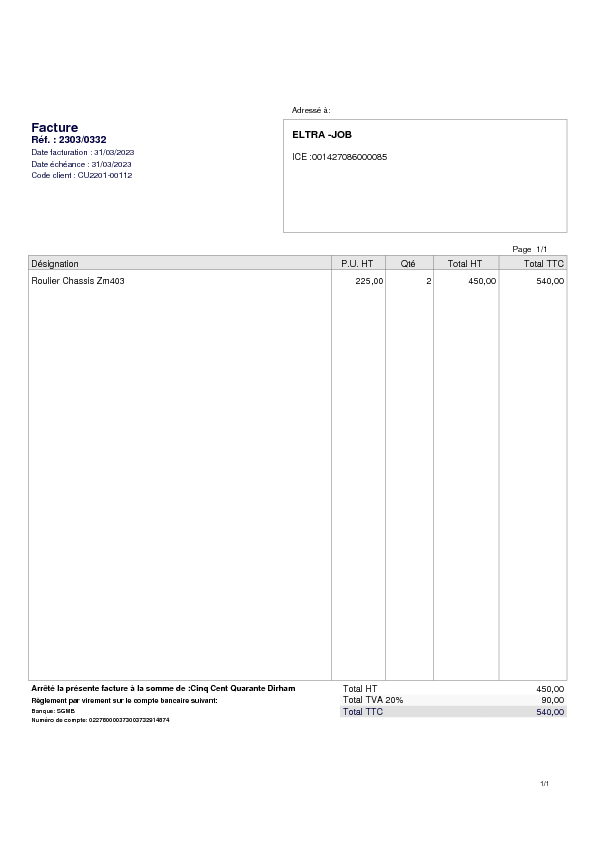 Adressé à:
Facture
Réf. : 2303/0332
Date facturation : 31/03/2023
Date échéance : 31/03/2023
Code client : CU2201-00112
ELTRA -JOB
ICE :001427086000085
Page 1/1
Désignation P.U. HT Qté Total HT Total TTC
Roulier Chassis Zm403 225,00 2 450,00 540,00
Arrêté la présente facture à la somme de :Cinq Cent Quarante Dirham
Règlement par virement sur le compte bancaire suivant:
Banque: SGMB
Numéro de compte:
Total HT 450,00
Total TVA 20% 90,00
Total TTC 540,00
1/1